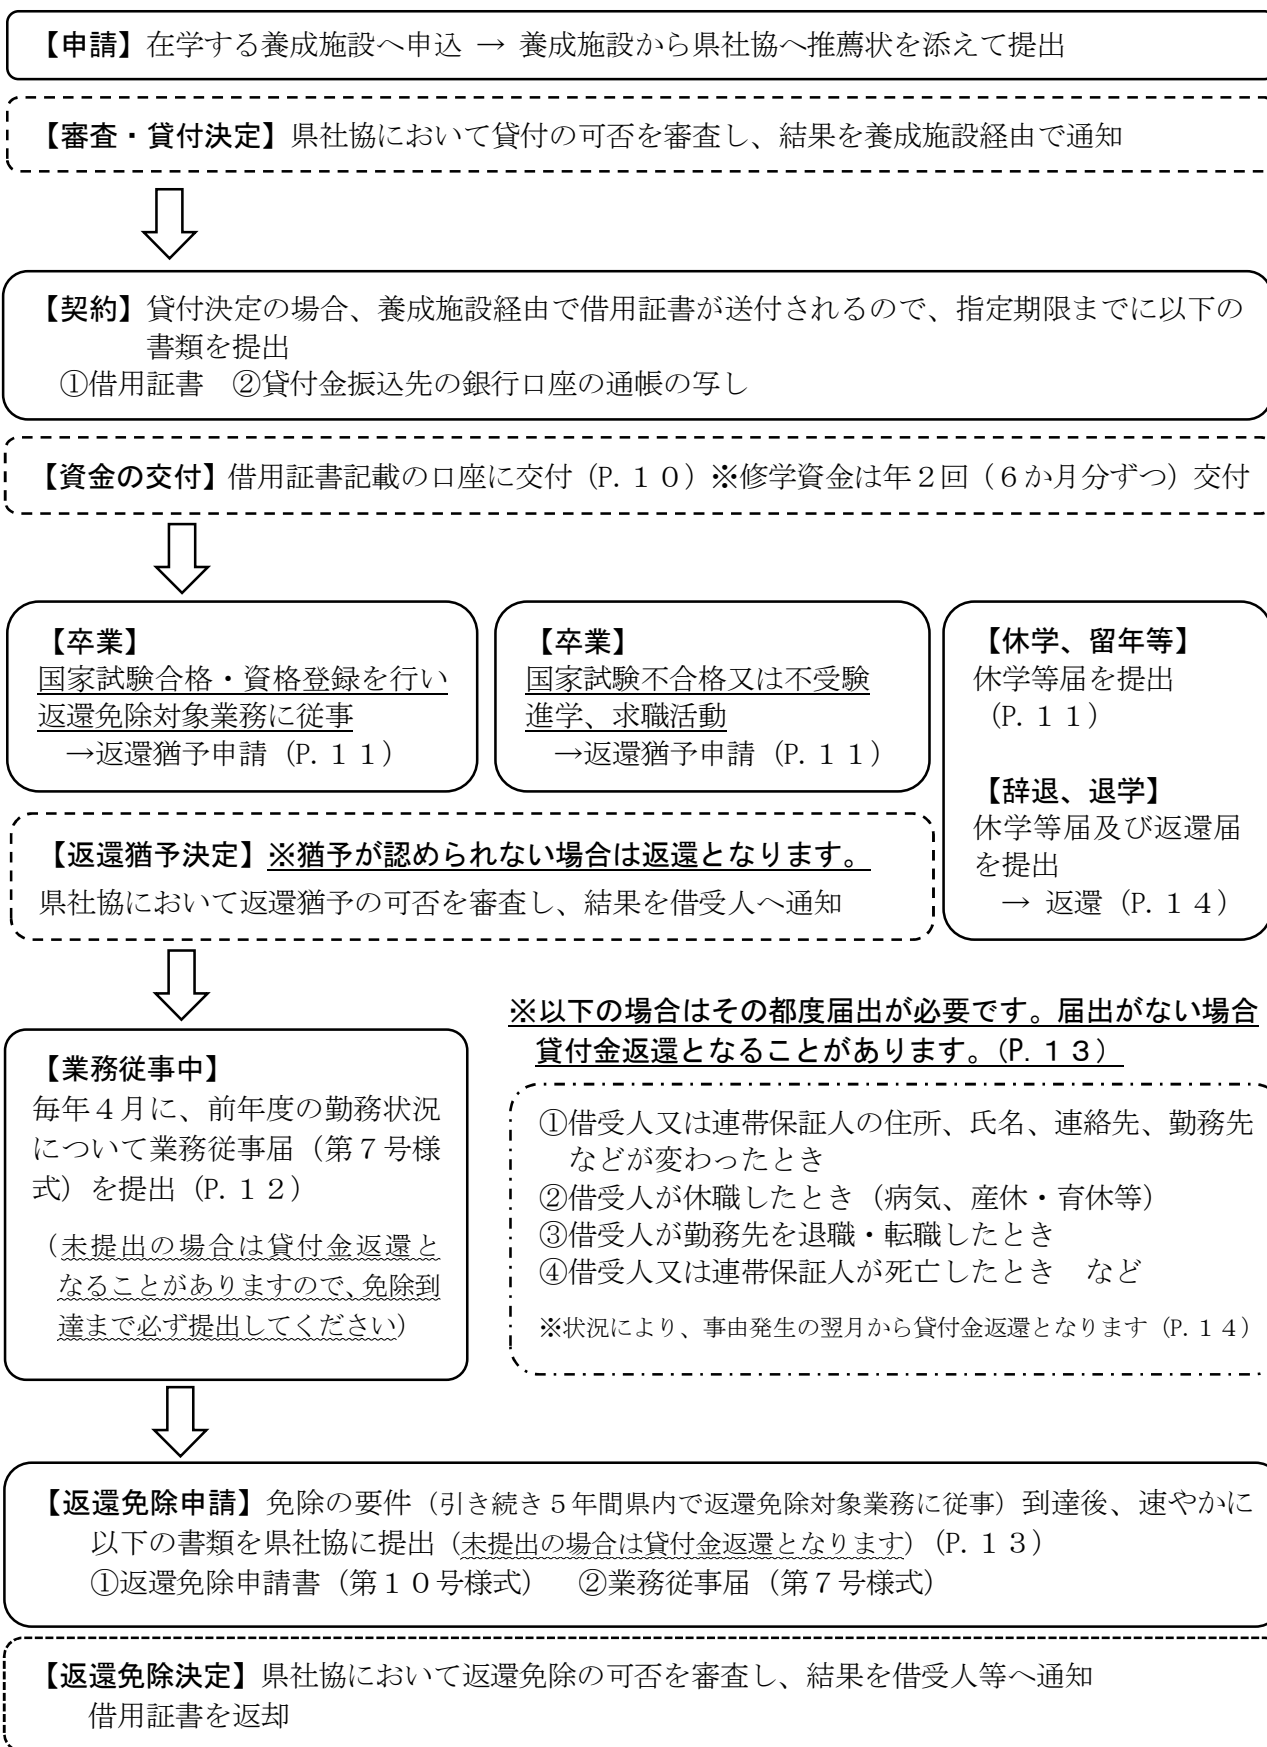 【申請】在学する養成施設へ申込 → 養成施設から県社協へ推薦状を添えて提出
【審査・貸付決定】県社協において貸付の可否を審査し、結果を養成施設経由で通知
【契約】貸付決定の場合、養成施設経由で借用証書が送付されるので、指定期限までに以下の
書類を提出
①借用証書　②貸付金振込先の銀行口座の通帳の写し
【資金の交付】借用証書記載の口座に交付（P.１０）※修学資金は年２回（６か月分ずつ）交付
【卒業】
国家試験合格・資格登録を行い
返還免除対象業務に従事
→返還猶予申請（P.１１）
【卒業】
国家試験不合格又は不受験
進学、求職活動
→返還猶予申請（P.１１）
【休学、留年等】
休学等届を提出
（P.１１）
【辞退、退学】
休学等届及び返還届
を提出
→ 返還（P.１４）
【返還猶予決定】※猶予が認められない場合は返還となります。
県社協において返還猶予の可否を審査し、結果を借受人へ通知
【業務従事中】
毎年４月に、前年度の勤務状況
について業務従事届（第７号様
式）を提出（P.１２）
（未提出の場合は貸付金返還と
なることがありますので、免除到
達まで必ず提出してください）
※以下の場合はその都度届出が必要です。届出がない場合
貸付金返還となることがあります。（P.１３）
①借受人又は連帯保証人の住所、氏名、連絡先、勤務先
などが変わったとき
②借受人が休職したとき（病気、産休・育休等）
③借受人が勤務先を退職・転職したとき
④借受人又は連帯保証人が死亡したとき　など
※状況により、事由発生の翌月から貸付金返還となります（P.１４）
【返還免除申請】免除の要件（引き続き５年間県内で返還免除対象業務に従事）到達後、速やかに
以下の書類を県社協に提出（未提出の場合は貸付金返還となります）（P.１３）
①返還免除申請書（第１０号様式）　②業務従事届（第７号様式）
【返還免除決定】県社協において返還免除の可否を審査し、結果を借受人等へ通知
借用証書を返却